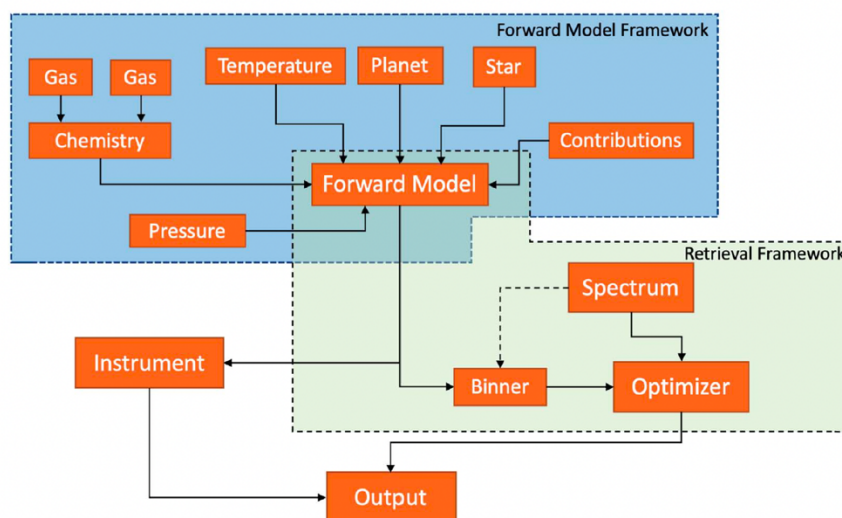 Forward Model Framework
Gas
Gas
Temperature
Planet
Star
Chemistry
Contributions
Forward Model
Pressure
Retrieval Framework
Spectrum
Instrument
Binner
Optimizer
Output